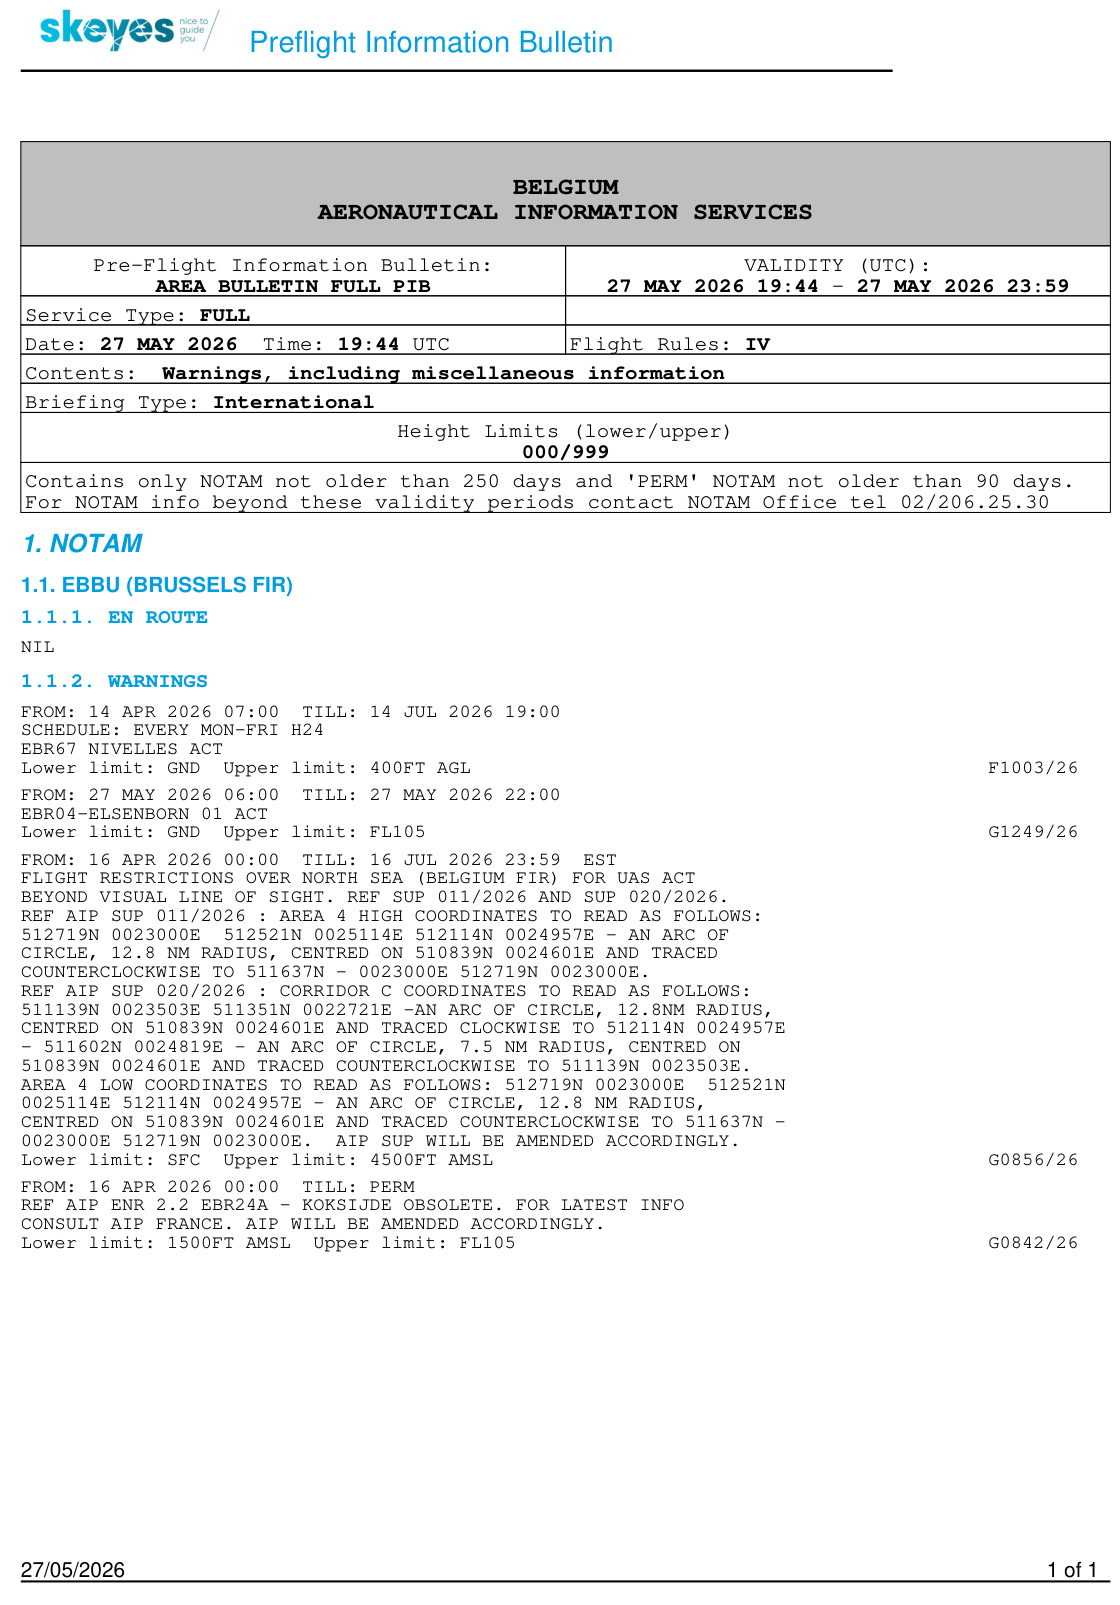 skeyes nice to guide you
Preflight Information Bulletin
BELGIUM
AERONAUTICAL INFORMATION SERVICES
Pre-Flight Information Bulletin:
AREA BULLETIN FULL PIB
VALIDITY (UTC):
27 MAY 2026 19:44 - 27 MAY 2026 23:59
Service Type: FULL
Date: 27 MAY 2026  Time: 19:44 UTC
Flight Rules: IV
Contents:  Warnings, including miscellaneous information
Briefing Type: International
Height Limits (lower/upper)
000/999
Contains only NOTAM not older than 250 days and 'PERM' NOTAM not older than 90 days.
For NOTAM info beyond these validity periods contact NOTAM Office tel 02/206.25.30
1. NOTAM
1.1. EBBU (BRUSSELS FIR)
1.1.1. EN ROUTE
NIL
1.1.2. WARNINGS
FROM: 14 APR 2026 07:00  TILL: 14 JUL 2026 19:00
SCHEDULE: EVERY MON-FRI H24
EBR67 NIVELLES ACT
Lower limit: GND  Upper limit: 400FT AGL F1003/26
FROM: 27 MAY 2026 06:00  TILL: 27 MAY 2026 22:00
EBR04-ELSENBORN 01 ACT
Lower limit: GND  Upper limit: FL105 G1249/26
FROM: 16 APR 2026 00:00  TILL: 16 JUL 2026 23:59  EST
FLIGHT RESTRICTIONS OVER NORTH SEA (BELGIUM FIR) FOR UAS ACT
BEYOND VISUAL LINE OF SIGHT. REF SUP 011/2026 AND SUP 020/2026.
REF AIP SUP 011/2026 : AREA 4 HIGH COORDINATES TO READ AS FOLLOWS:
512719N 0023000E  512521N 0025114E 512114N 0024957E - AN ARC OF
CIRCLE, 12.8 NM RADIUS, CENTRED ON 510839N 0024601E AND TRACED
COUNTERCLOCKWISE TO 511637N - 0023000E 512719N 0023000E.
REF AIP SUP 020/2026 : CORRIDOR C COORDINATES TO READ AS FOLLOWS:
511139N 0023503E 511351N 0022721E -AN ARC OF CIRCLE, 12.8NM RADIUS,
CENTRED ON 510839N 0024601E AND TRACED CLOCKWISE TO 512114N 0024957E
- 511602N 0024819E - AN ARC OF CIRCLE, 7.5 NM RADIUS, CENTRED ON
510839N 0024601E AND TRACED COUNTERCLOCKWISE TO 511139N 0023503E.
AREA 4 LOW COORDINATES TO READ AS FOLLOWS: 512719N 0023000E  512521N
0025114E 512114N 0024957E - AN ARC OF CIRCLE, 12.8 NM RADIUS,
CENTRED ON 510839N 0024601E AND TRACED COUNTERCLOCKWISE TO 511637N -
0023000E 512719N 0023000E.  AIP SUP WILL BE AMENDED ACCORDINGLY.
Lower limit: SFC  Upper limit: 4500FT AMSL G0856/26
FROM: 16 APR 2026 00:00  TILL: PERM
REF AIP ENR 2.2 EBR24A - KOKSIJDE OBSOLETE. FOR LATEST INFO
CONSULT AIP FRANCE. AIP WILL BE AMENDED ACCORDINGLY.
Lower limit: 1500FT AMSL  Upper limit: FL105 G0842/26
27/05/2026 1 of 1